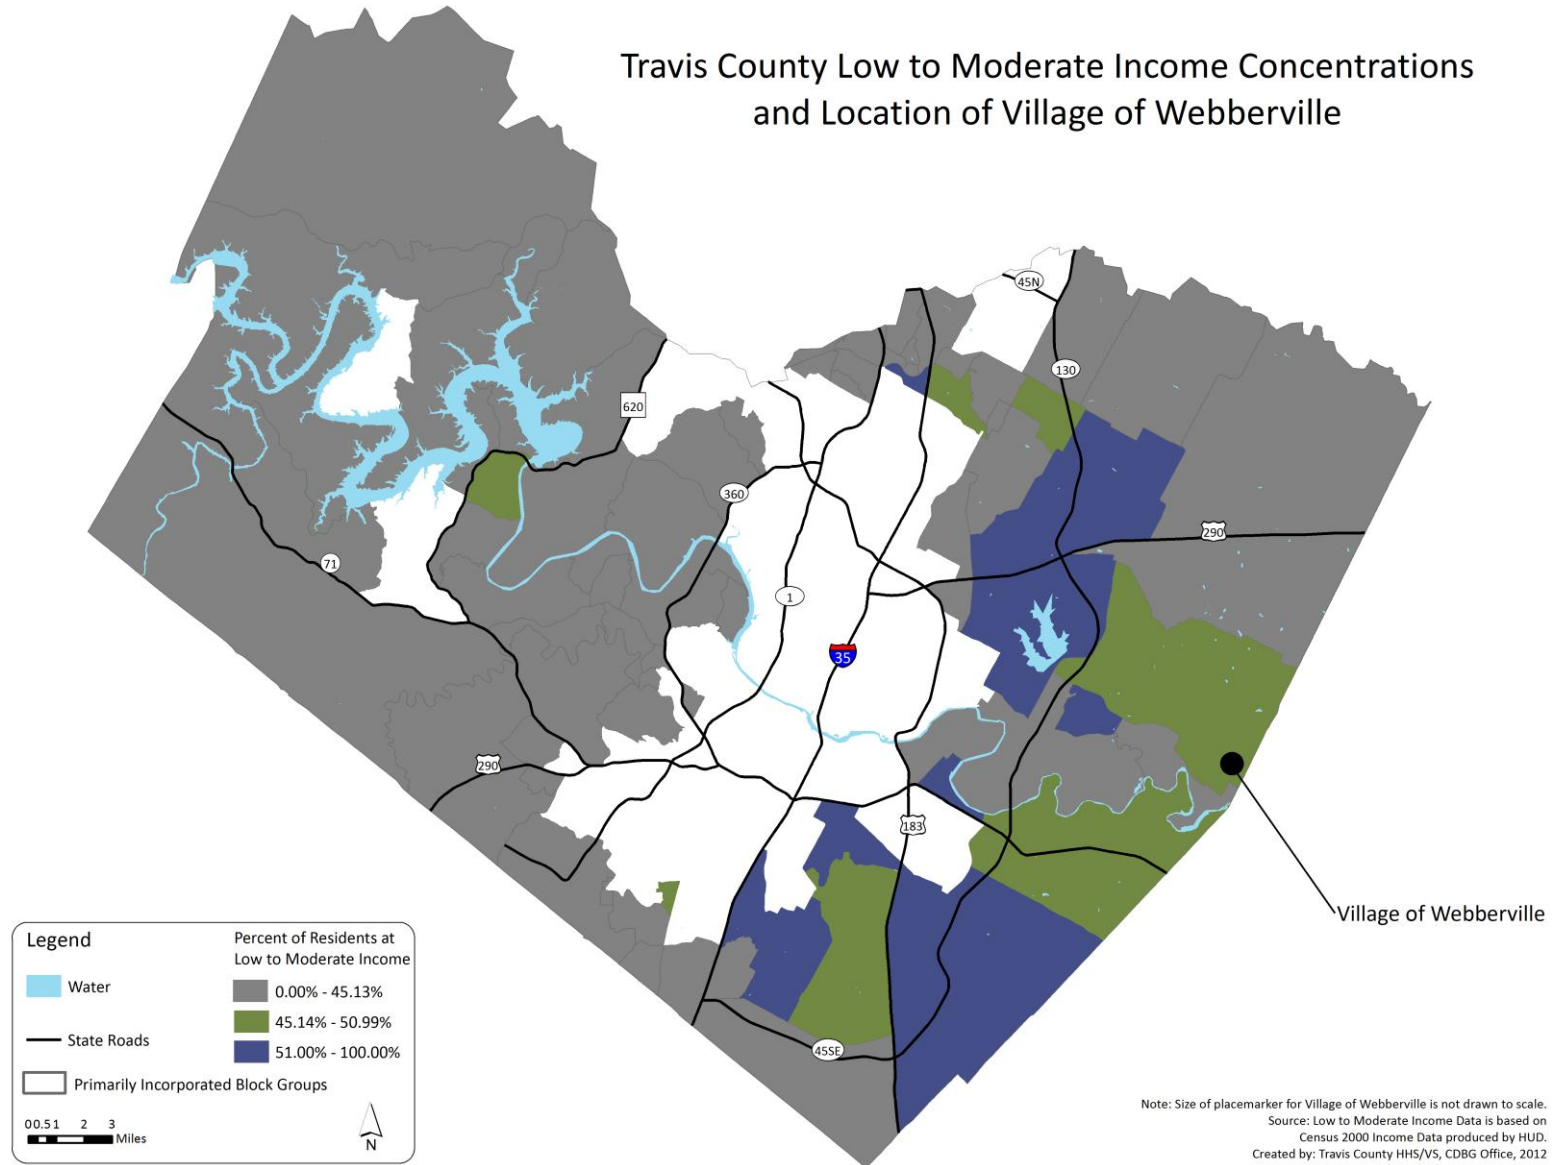 Travis County Low to Moderate Income Concentrations
and Location of Village of Webberville
45N
130
620
360
290
71
1
35
290
183
Village of Webberville
45SE
Legend
Water
State Roads
Primarily Incorporated Block Groups
0 0.5 1 2 3
Miles
N
Percent of Residents at
Low to Moderate Income
0.00% - 45.13%
45.14% - 50.99%
51.00% - 100.00%
Note: Size of placemarker for Village of Webberville is not drawn to scale.
Source: Low to Moderate Income Data is based on
Census 2000 Income Data produced by HUD.
Created by: Travis County HHS/VS, CDBG Office, 2012